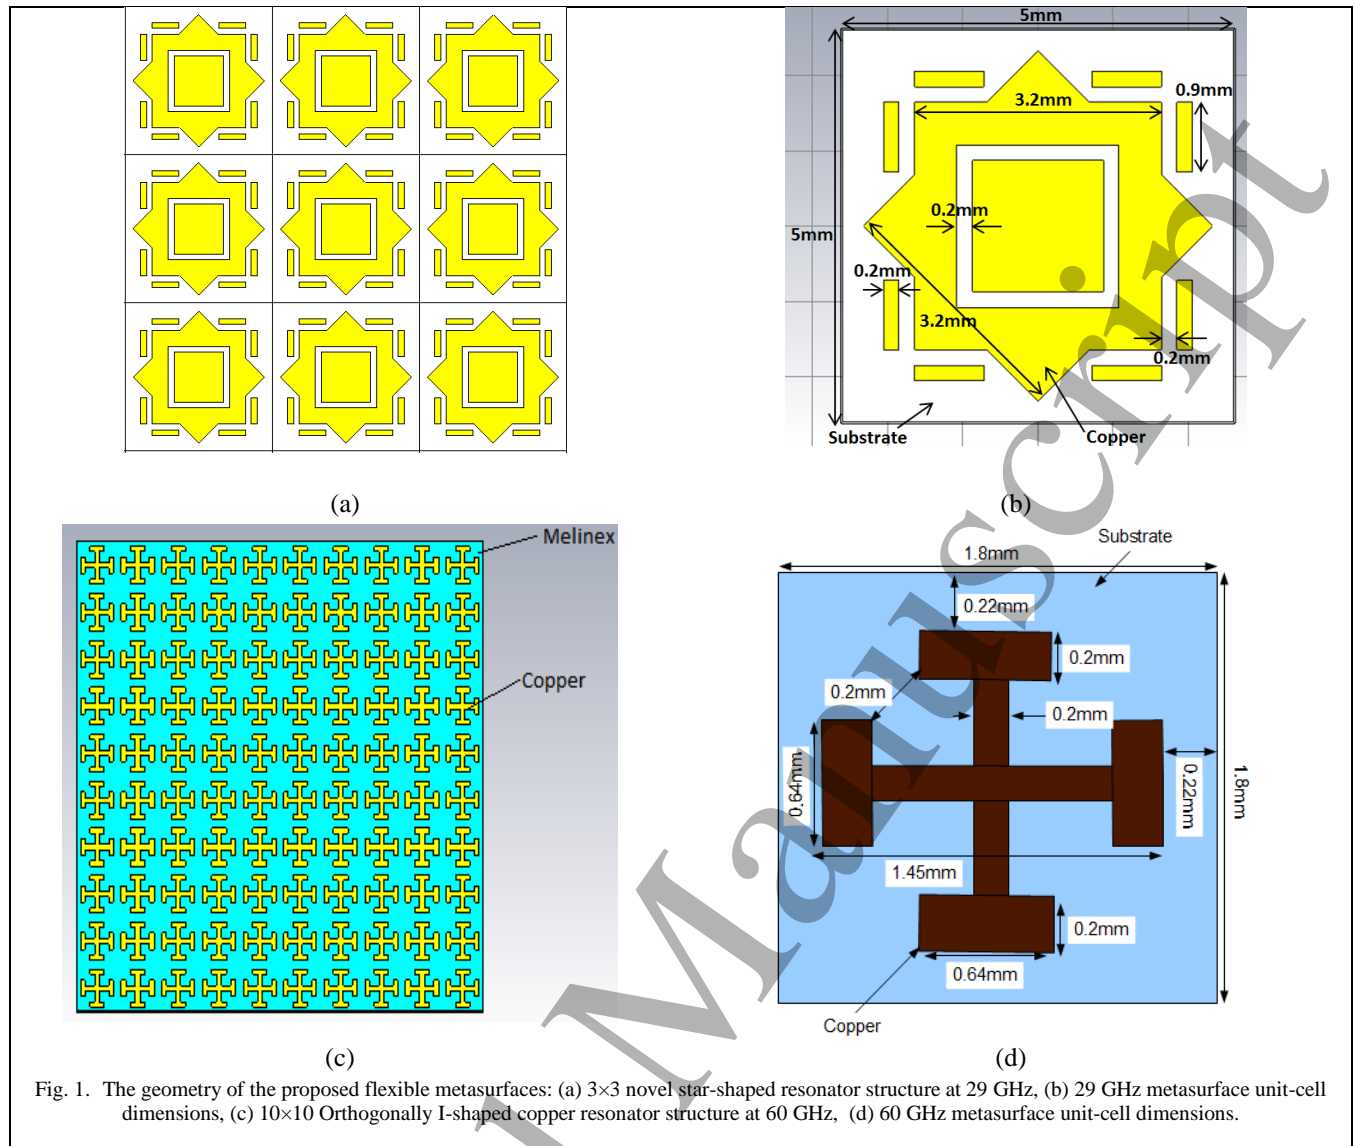 5mm
3.2mm
0.9mm
0.2mm
5mm
0.2mm
3.2mm
0.2mm
Substrate
Copper
(a)
(b)
Melinex
Copper
Substrate
1.8mm
0.22mm
0.2mm
0.2mm
0.2mm
0.64mm
0.22mm
1.8mm
1.45mm
0.2mm
0.64mm
Copper
(c)
(d)
Fig. 1. The geometry of the proposed flexible metasurfaces: (a) 3×3 novel star-shaped resonator structure at 29 GHz, (b) 29 GHz metasurface unit-cell
dimensions, (c) 10×10 Orthogonally I-shaped copper resonator structure at 60 GHz, (d) 60 GHz metasurface unit-cell dimensions.
Manuscript